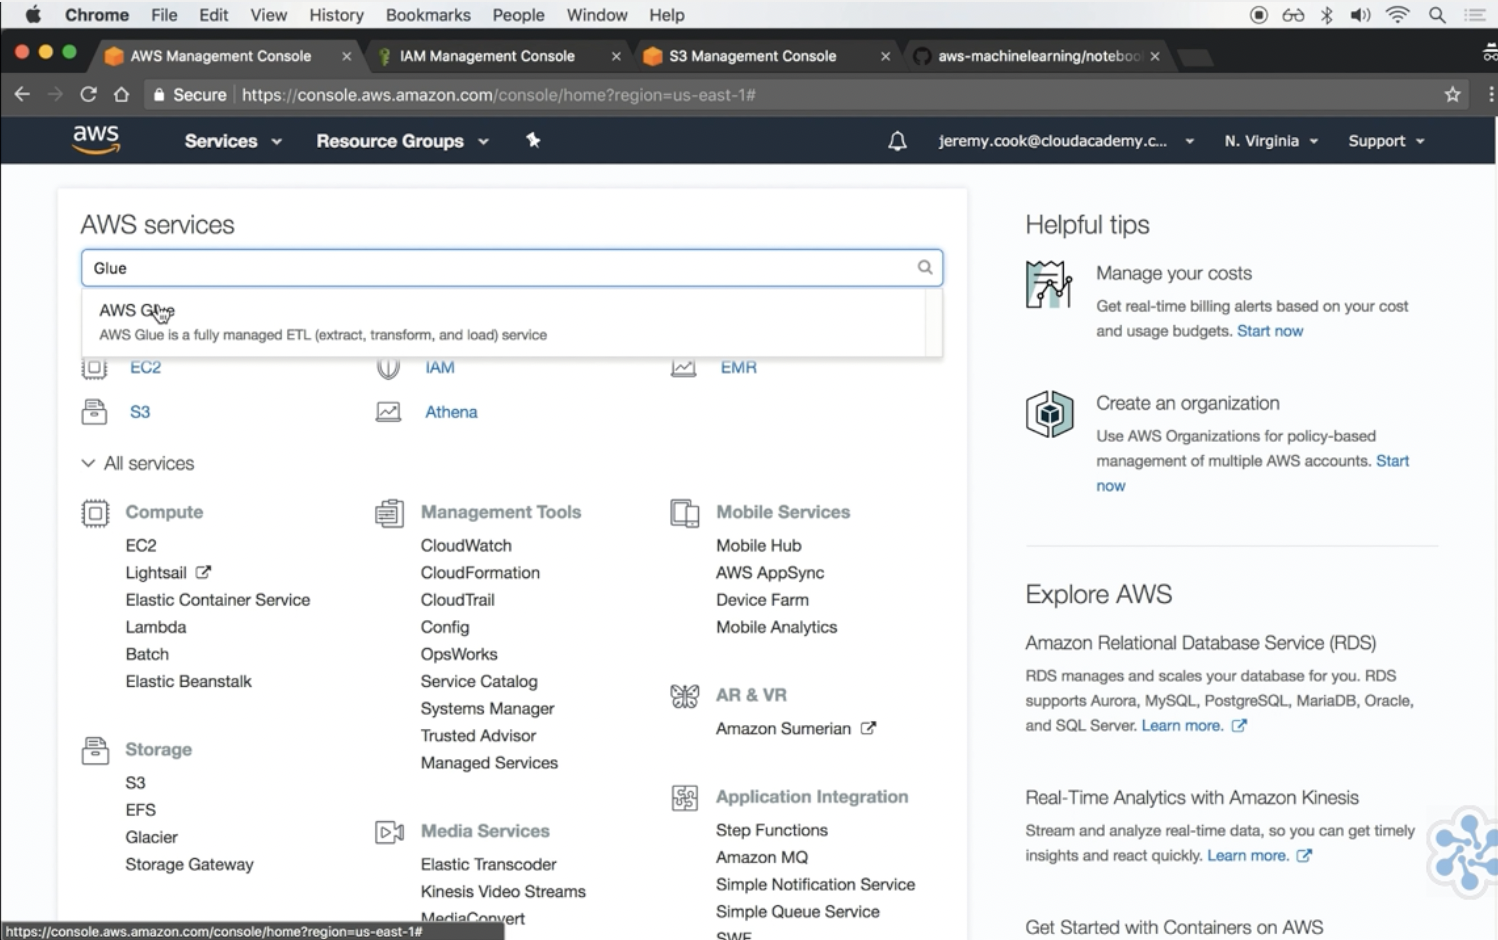 Chrome File Edit View History Bookmarks People Window Help
AWS Management Console × IAM Management Console × S3 Management Console × aws-machinelearning/noteboo ×
Secure https://console.aws.amazon.com/console/home?region=us-east-1#
aws Services Resource Groups jeremy.cook@cloudacademy.c... N. Virginia Support
AWS services
Glue
AWS Glue
AWS Glue is a fully managed ETL (extract, transform, and load) service
EC2 IAM EMR
S3 Athena
All services
Compute
EC2
Lightsail
Elastic Container Service
Lambda
Batch
Elastic Beanstalk
Storage
S3
EFS
Glacier
Storage Gateway
Management Tools
CloudWatch
CloudFormation
CloudTrail
Config
OpsWorks
Service Catalog
Systems Manager
Trusted Advisor
Managed Services
Media Services
Elastic Transcoder
Kinesis Video Streams
MediaConvert
Mobile Services
Mobile Hub
AWS AppSync
Device Farm
Mobile Analytics
AR & VR
Amazon Sumerian
Application Integration
Step Functions
Amazon MQ
Simple Notification Service
Simple Queue Service
SWF
Helpful tips
Manage your costs
Get real-time billing alerts based on your cost
and usage budgets. Start now
Create an organization
Use AWS Organizations for policy-based
management of multiple AWS accounts. Start
now
Explore AWS
Amazon Relational Database Service (RDS)
RDS manages and scales your database for you. RDS
supports Aurora, MySQL, PostgreSQL, MariaDB, Oracle,
and SQL Server. Learn more.
Real-Time Analytics with Amazon Kinesis
Stream and analyze real-time data, so you can get timely
insights and react quickly. Learn more.
Get Started with Containers on AWS
https://console.aws.amazon.com/console/home?region=us-east-1#